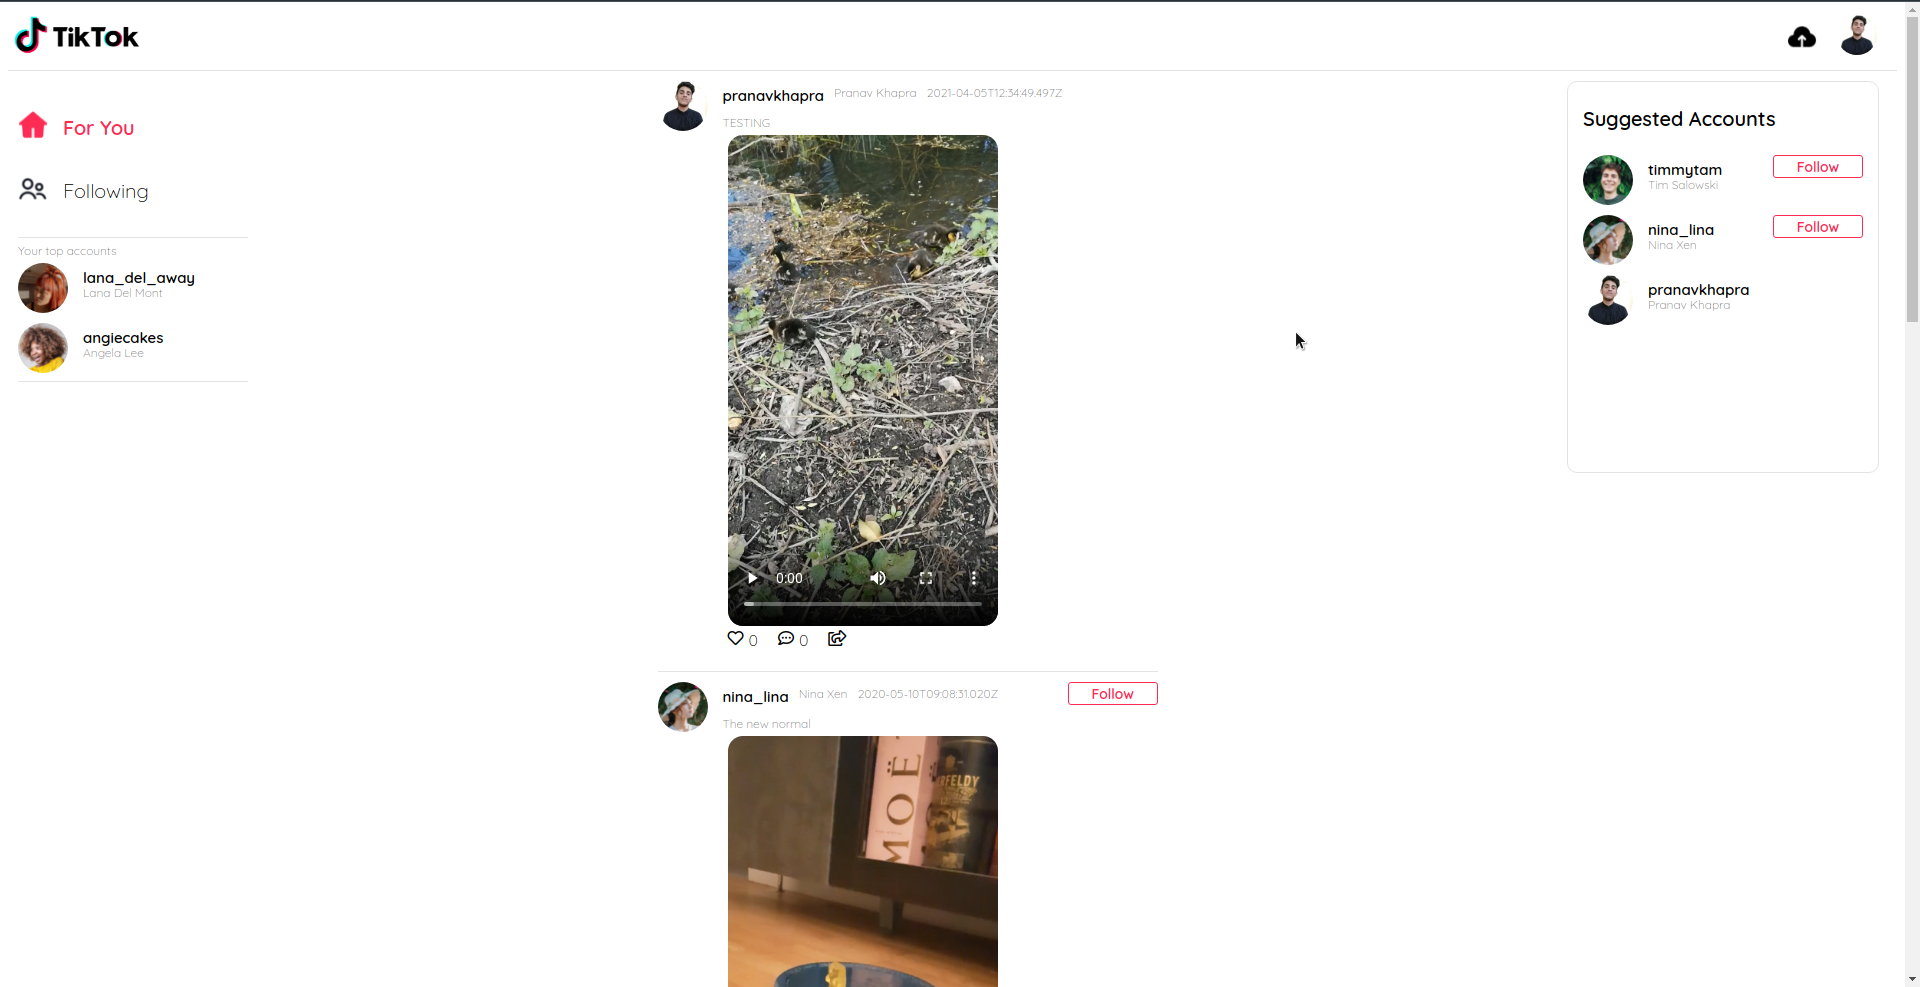 TikTok
For You
Following
Your top accounts
lana_del_away
Lana Del Mont
angiecakes
Angela Lee
pranavkhapra Pranav Khapra 2021-04-05T12:34:49.497Z
TESTING
0:00
0 0
nina_lina Nina Xen 2020-05-10T09:08:31.020Z Follow
The new normal
MOË
ERFELDY
Suggested Accounts
timmytam Follow
Tim Salowski
nina_lina Follow
Nina Xen
pranavkhapra
Pranav Khapra